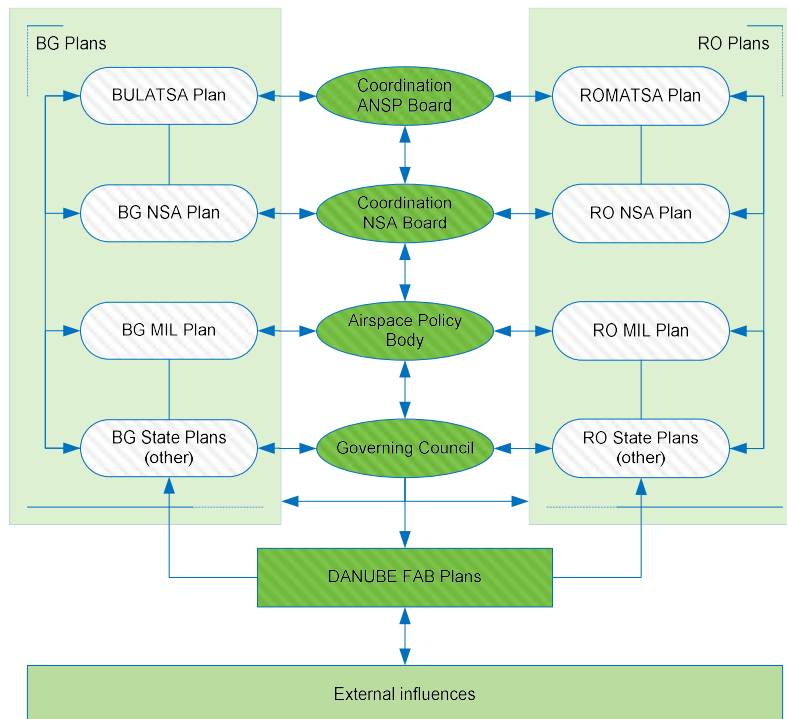 BG Plans
RO Plans
BULATSA Plan
Coordination
ANSP Board
ROMATSA Plan
BG NSA Plan
Coordination
NSA Board
RO NSA Plan
BG MIL Plan
Airspace Policy
Body
RO MIL Plan
BG State Plans
(other)
Governing Council
RO State Plans
(other)
DANUBE FAB Plans
External influences